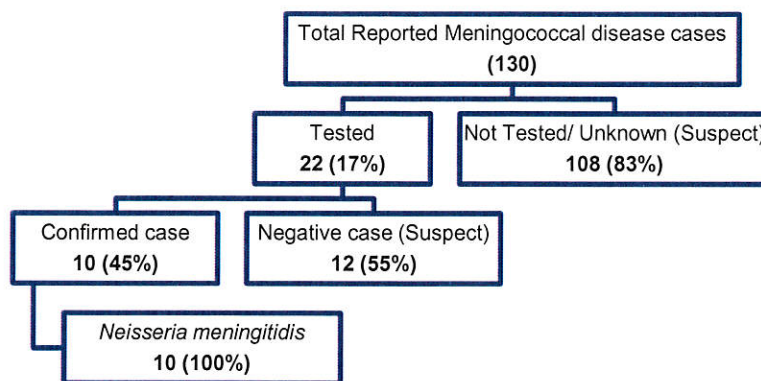 Total Reported Meningococcal disease cases
(130)
Tested
22 (17%)
Not Tested/ Unknown (Suspect)
108 (83%)
Confirmed case
10 (45%)
Negative case (Suspect)
12 (55%)
Neisseria meningitidis
10 (100%)